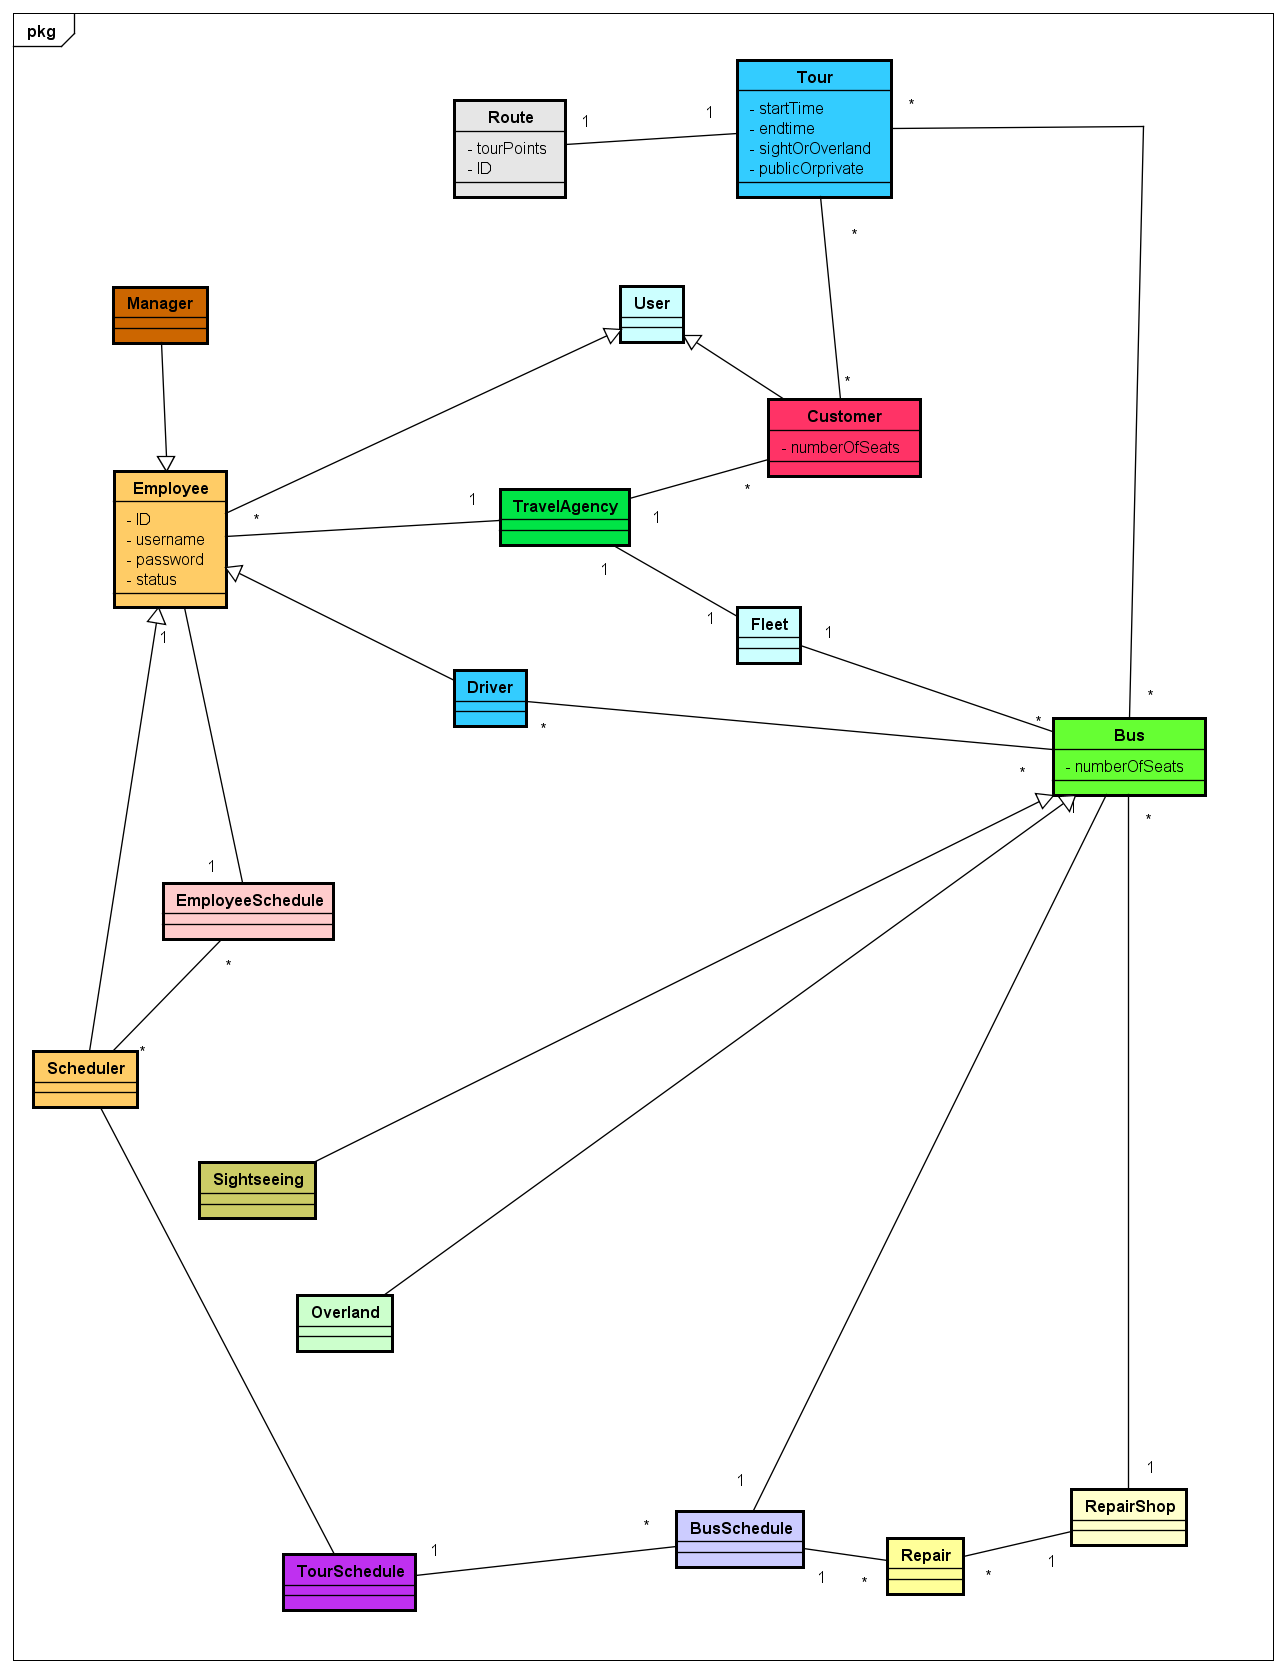 pkg
Tour
- startTime
- endtime
- sightOrOverland
- publicOrprivate
*
Route
- tourPoints
- ID
1
1
*
Manager
User
*
Customer
- numberOfSeats
Employee
- ID
- username
- password
- status
*
1
TravelAgency
1
*
1
1
Fleet
1
1
Driver
*
*
*
*
Bus
- numberOfSeats
1
*
1
EmployeeSchedule
*
*
Scheduler
Sightseeing
Overland
1
1
RepairShop
*
BusSchedule
1
*
Repair
*
1
1
TourSchedule